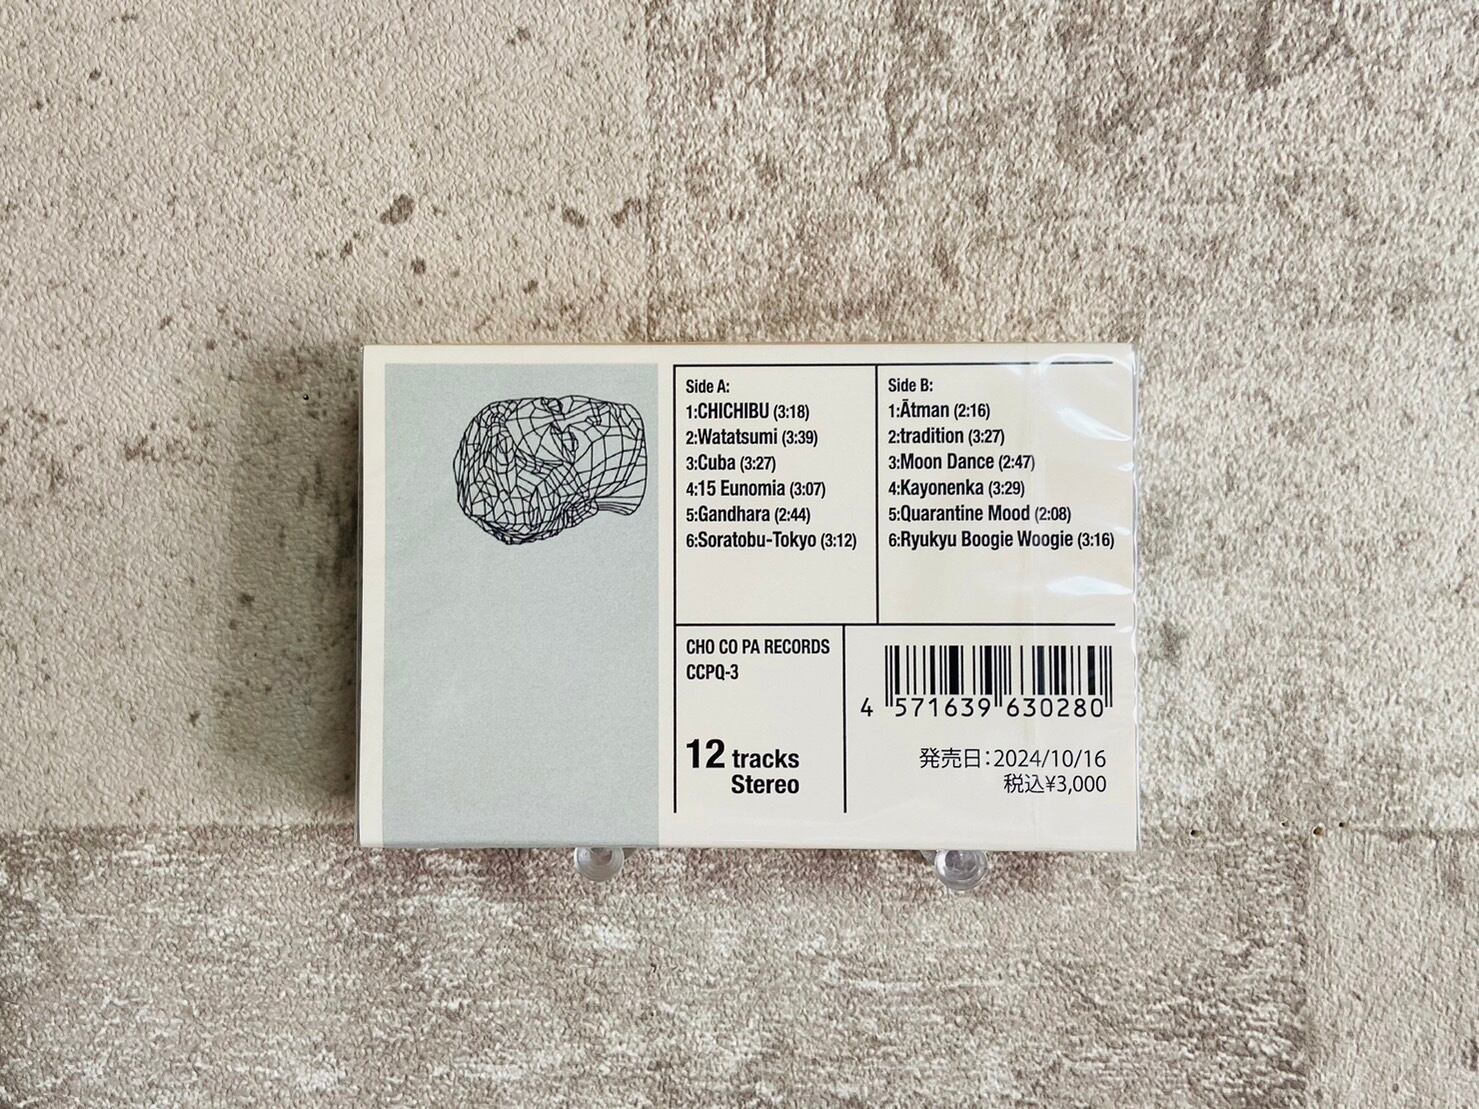 Side A:
1:CHICHIBU (3:18)
2:Watatsumi (3:39)
3:Cuba (3:27)
4:15 Eunomia (3:07)
5:Gandhara (2:44)
6:Soratobu-Tokyo (3:12)
Side B:
1:Ātman (2:16)
2:tradition (3:27)
3:Moon Dance (2:47)
4:Kayonenka (3:29)
5:Quarantine Mood (2:08)
6:Ryukyu Boogie Woogie (3:16)
CHO CO PA RECORDS
CCPQ-3
12 tracks
Stereo
4 571639 630280
発売日:2024/10/16
税込¥3,000